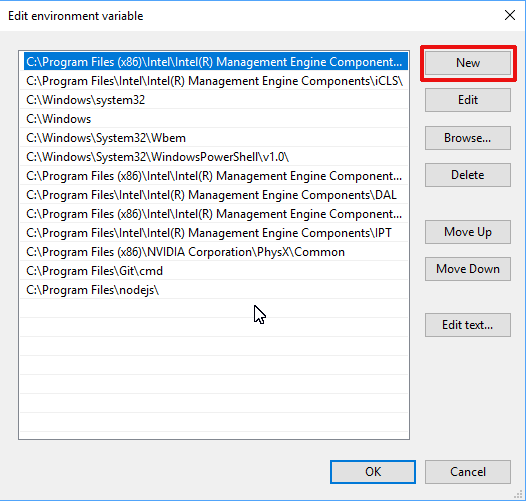 Edit environment variable
C:\Program Files (x86)\Intel\Intel(R) Management Engine Component...
C:\Program Files\Intel\Intel(R) Management Engine Components\iCLS\
C:\Windows\system32
C:\Windows
C:\Windows\System32\Wbem
C:\Windows\System32\WindowsPowerShell\v1.0\
C:\Program Files (x86)\Intel\Intel(R) Management Engine Component...
C:\Program Files\Intel\Intel(R) Management Engine Components\DAL
C:\Program Files (x86)\Intel\Intel(R) Management Engine Component...
C:\Program Files\Intel\Intel(R) Management Engine Components\IPT
C:\Program Files (x86)\NVIDIA Corporation\PhysX\Common
C:\Program Files\Git\cmd
C:\Program Files\nodejs\
New
Edit
Browse...
Delete
Move Up
Move Down
Edit text...
OK
Cancel